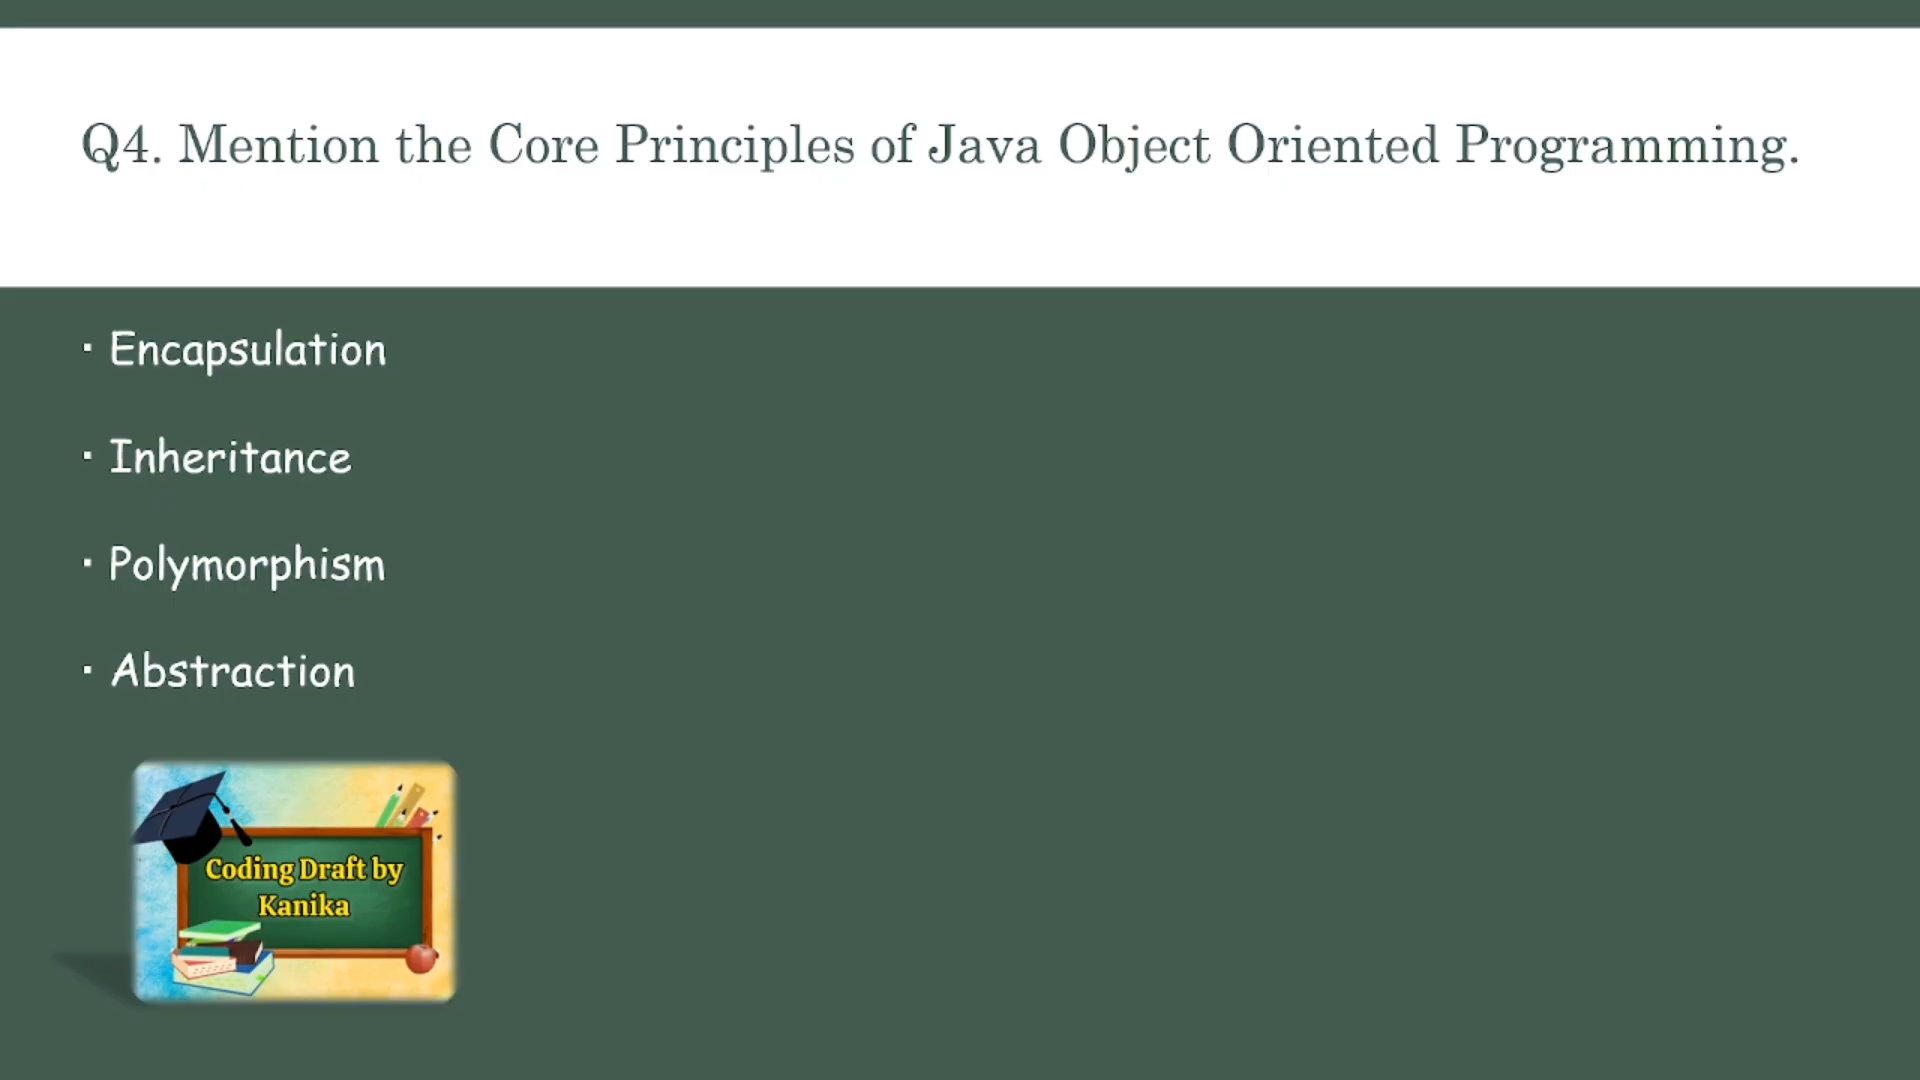 Q4. Mention the Core Principles of Java Object Oriented Programming.
· Encapsulation
· Inheritance
· Polymorphism
· Abstraction
Coding Draft by
Kanika